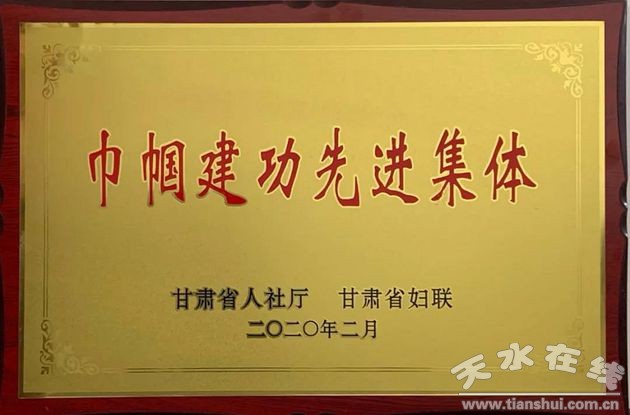 巾帼建功先进集体
甘肃省人社厅 甘肃省妇联
二〇二〇年二月
天水在线
www.tianshui.com.cn